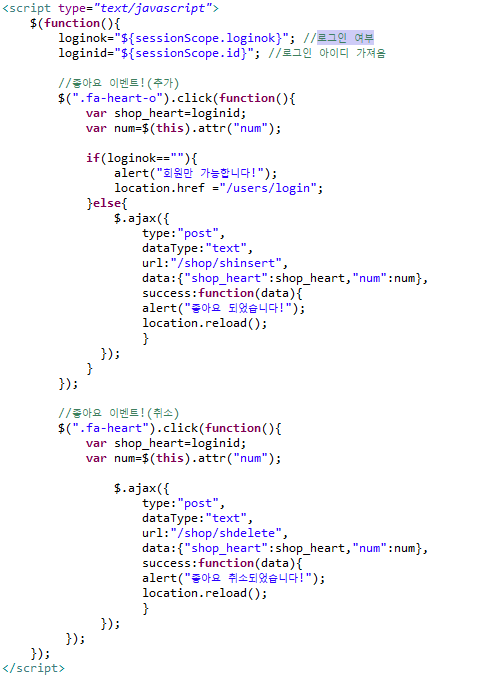 <script type="text/javascript">
    $(function(){
        loginok="${sessionScope.loginok}"; //로그인 여부
        loginid="${sessionScope.id}"; //로그인 아이디 가져옴

        //좋아요 이벤트!(추가)
        $(".fa-heart-o").click(function(){
            var shop_heart=loginid;
            var num=$(this).attr("num");

            if(loginok==""){
                alert("회원만 가능합니다!");
                location.href ="/users/login";
            }else{
                $.ajax({
                    type:"post",
                    dataType:"text",
                    url:"/shop/shinsert",
                    data:{"shop_heart":shop_heart,"num":num},
                    success:function(data){
                    alert("좋아요 되었습니다!");
                    location.reload();
                    }
              });
            }
        });

        //좋아요 이벤트!(취소)
        $(".fa-heart").click(function(){
            var shop_heart=loginid;
            var num=$(this).attr("num");

                $.ajax({
                    type:"post",
                    dataType:"text",
                    url:"/shop/shdelete",
                    data:{"shop_heart":shop_heart,"num":num},
                    success:function(data){
                    alert("좋아요 취소되었습니다!");
                    location.reload();
                    }
              });
         });
    });
</script>